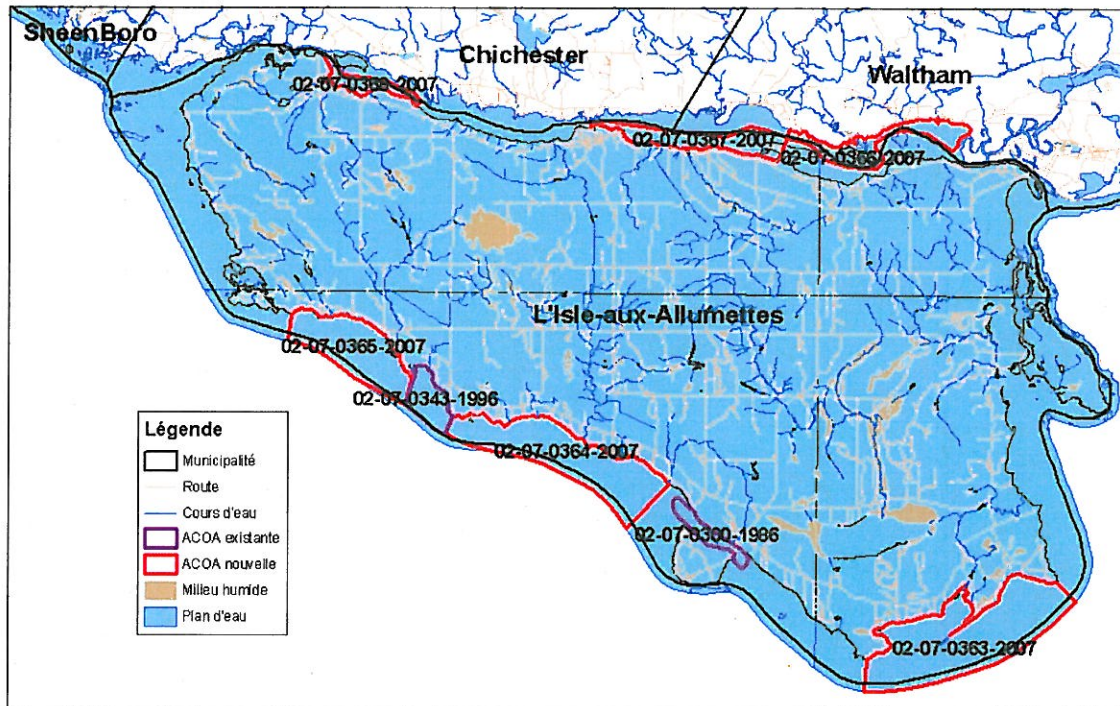 SheenBoro
Chichester
Waltham
02-07-0368-2007
02-07-0367-2007
02-07-0366-2007
L'Isle-aux-Allumettes
02-07-0365-2007
02-07-0343-1996
02-07-0364-2007
02-07-0360-1986
02-07-0363-2007
Légende
Municipalité
Route
Cours d'eau
ACOA existante
ACOA nouvelle
Milieu humide
Plan d'eau